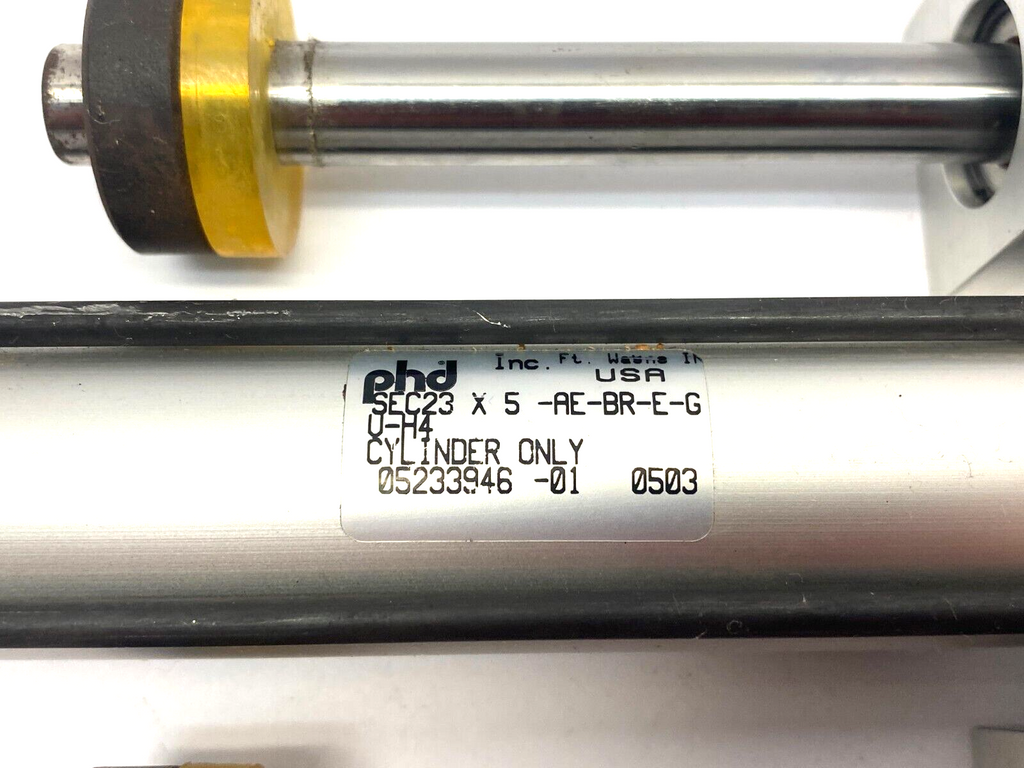 phd Inc. Ft. Wayne IN
USA
SEC23 X 5 -AE-BR-E-G
U-H4
CYLINDER ONLY
05233946 -01 0503